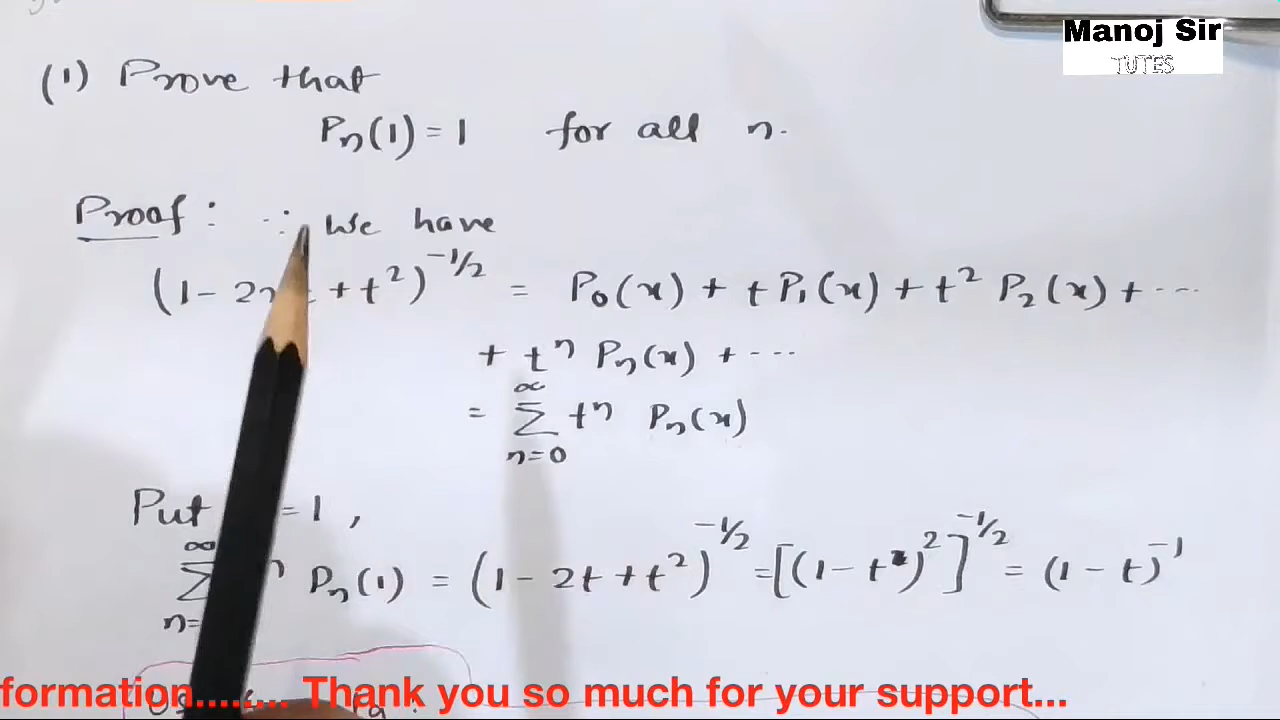 Manoj Sir
TUTES
(1) Prove that
Pn(1) = 1 for all n.
Proof: ∵ We have
(1 - 2x + t²)^-1/2 = P0(x) + tP1(x) + t² P2(x) + ...
+ tⁿ Pn(x) + ...
= ∑ n=0 ∞ tⁿ Pn(x)
Put = 1,
∑ n= ∞ n Pn(1) = (1 - 2t + t²)^-1/2 = [(1 - t)²]^-1/2 = (1 - t)^-1
formation........ Thank you so much for your support...